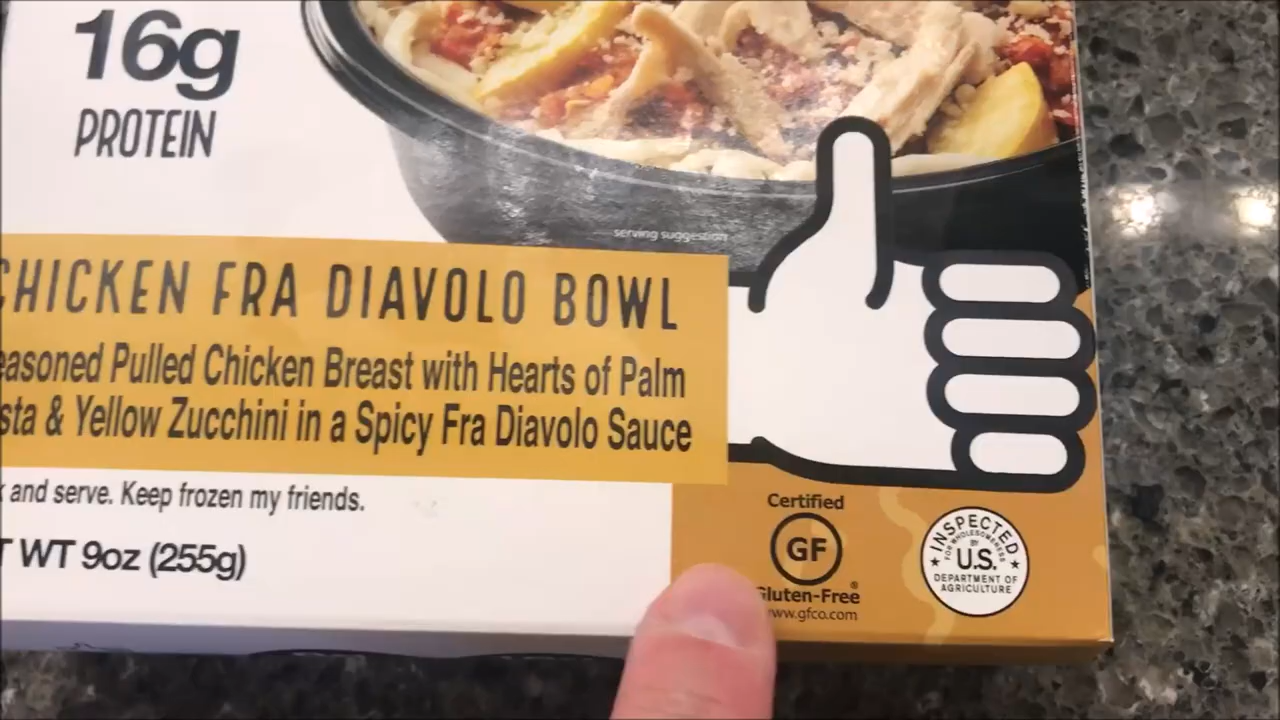 16g
PROTEIN
serving suggestion
CHICKEN FRA DIAVOLO BOWL
easoned Pulled Chicken Breast with Hearts of Palm
sta & Yellow Zucchini in a Spicy Fra Diavolo Sauce
k and serve. Keep frozen my friends.
T WT 9oz (255g)
Certified
GF
Gluten-Free®
www.gfco.com
INSPECTED
FOR WHOLESOMENESS
BY
U.S.
DEPARTMENT OF
AGRICULTURE